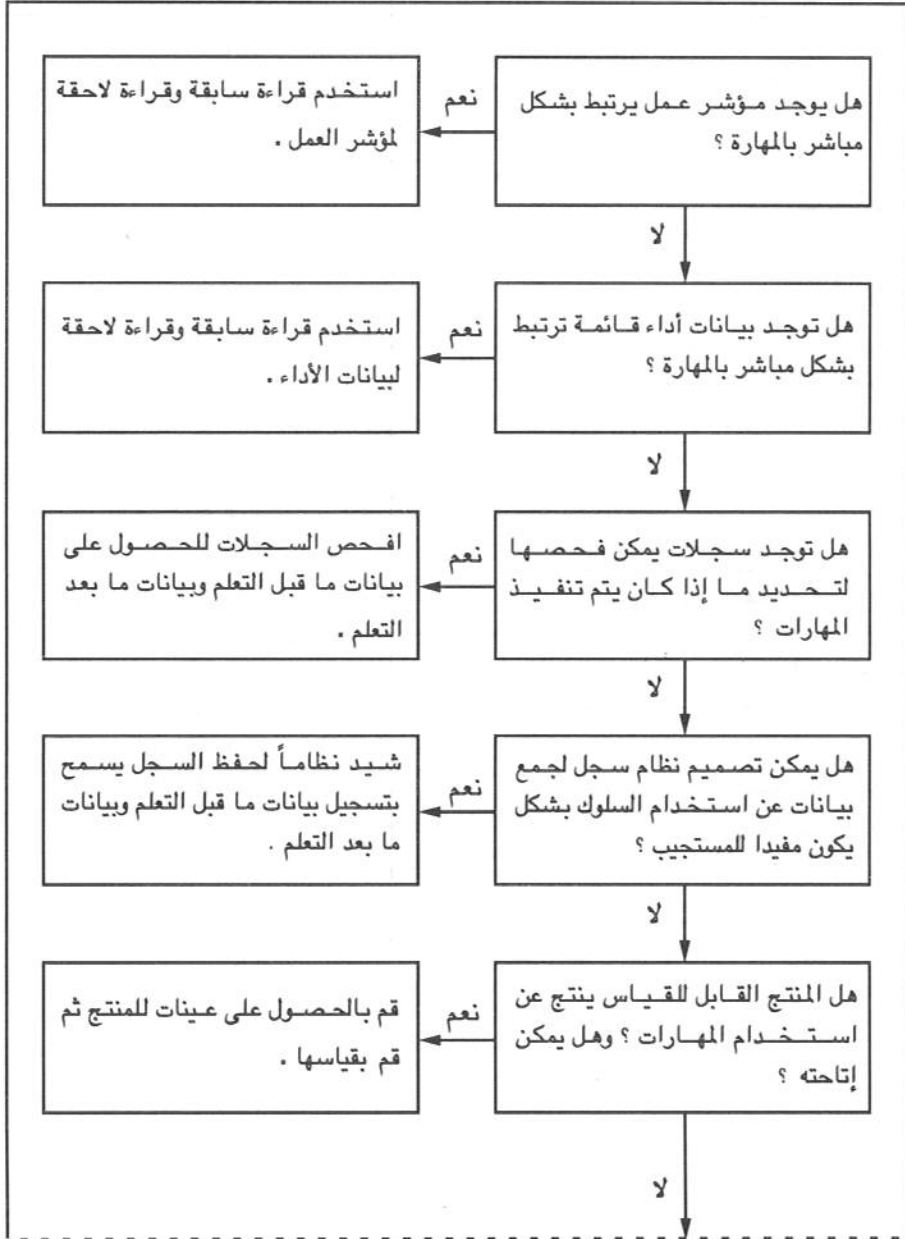 هل يوجد مؤشر عمل يرتبط بشكل
مباشر بالمهارة ؟
نعم
استخدم قراءة سابقة وقراءة لاحقة
لمؤشر العمل .
لا
هل توجد بيانات أداء قائمة ترتبط
بشكل مباشر بالمهارة ؟
نعم
استخدم قراءة سابقة وقراءة لاحقة
لبيانات الأداء .
لا
هل توجد سجلات يمكن فحصها
لتحديد ما إذا كان يتم تنفيذ
المهارات ؟
نعم
افحص السجلات للحصول على
بيانات ما قبل التعلم وبيانات ما بعد
التعلم .
لا
هل يمكن تصميم نظام سجل لجمع
بيانات عن استخدام السلوك بشكل
يكون مفيدا للمستجيب ؟
نعم
شيد نظاماً لحفظ السجل يسمح
بتسجيل بيانات ما قبل التعلم وبيانات
ما بعد التعلم .
لا
هل المنتج القابل للقياس ينتج عن
استخدام المهارات ؟ وهل يمكن
إتاحته ؟
نعم
قم بالحصول على عينات للمنتج ثم
قم بقياسها .
لا